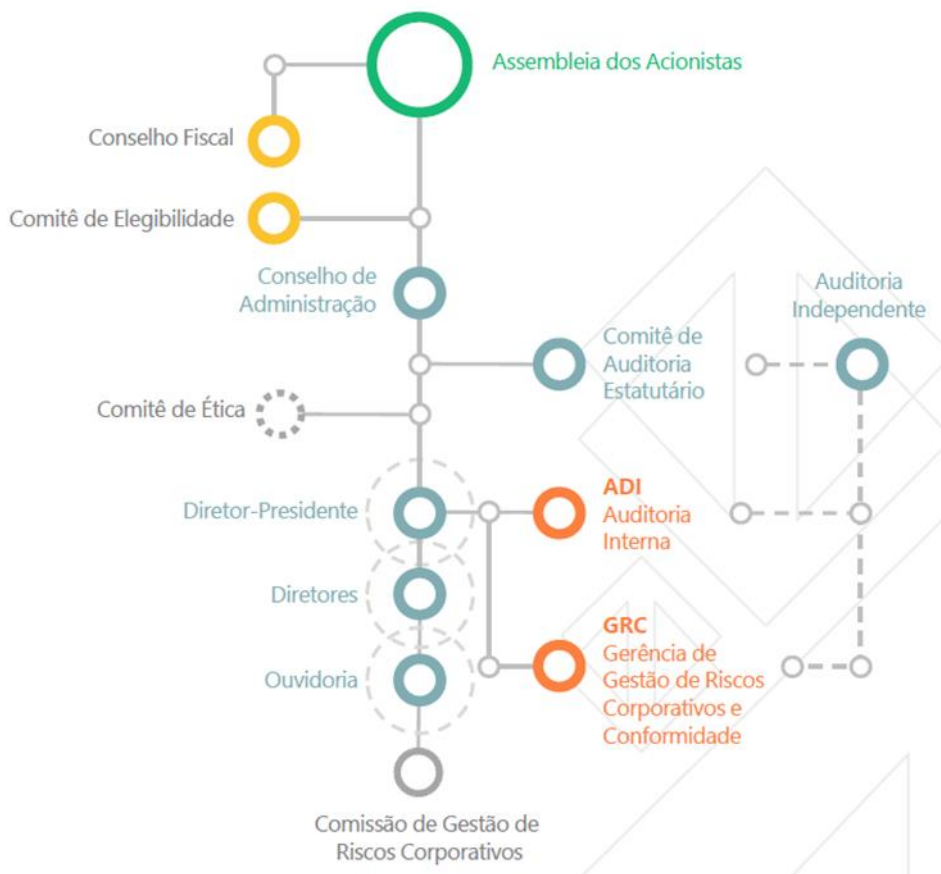 Assembleia dos Acionistas
Conselho Fiscal
Comitê de Elegibilidade
Conselho de
Administração
Auditoria
Independente
Comitê de
Auditoria
Estatutário
Comitê de Ética
Diretor-Presidente
ADI
Auditoria
Interna
Diretores
Ouvidoria
GRC
Gerência de
Gestão de Riscos
Corporativos e
Conformidade
Comissão de Gestão de
Riscos Corporativos